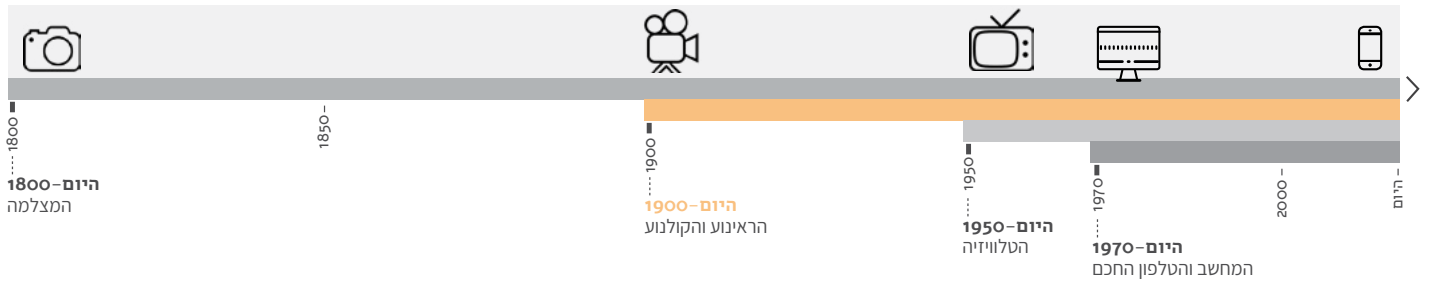 1800
1850
1900
1950
1970
2000
היום
היום–1800
המצלמה
היום–1900
הראינוע והקולנוע
היום–1950
הטלוויזיה
היום–1970
המחשב והטלפון החכם